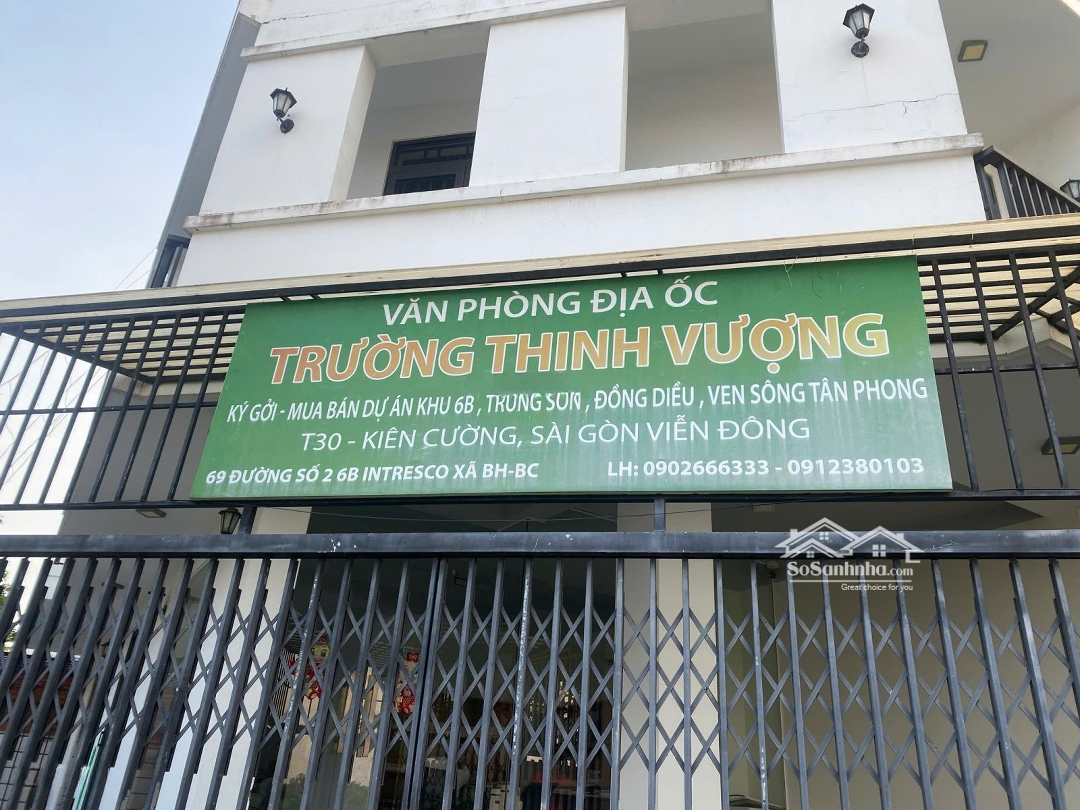 VĂN PHÒNG ĐỊA ỐC
TRƯỜNG THINH VƯỢNG
KÝ GỞI - MUA BÁN DỰ ÁN KHU 6B , TRUNG SƠN , ĐỒNG DIỀU , VEN SÔNG TÂN PHONG
T30 - KIÊN CƯỜNG, SÀI GÒN VIỄN ĐÔNG
69 ĐƯỜNG SỐ 2 6B INTRESCO XÃ BH-BC LH: 0902666333 - 0912380103
SoSanhnha.com
Great choice for you